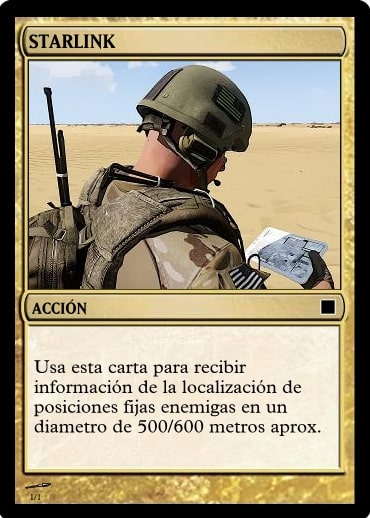 STARLINK
ACCIÓN
Usa esta carta para recibir
información de la localización de
posiciones fijas enemigas en un
diametro de 500/600 metros aprox.
1/1